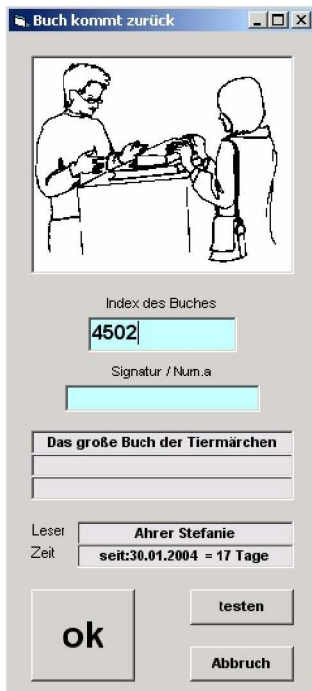 Buch kommt zurück
Index des Buches
4502
Signatur / Num.a
Das große Buch der Tiermärchen
Leser Ahrer Stefanie
Zeit seit:30.01.2004 = 17 Tage
ok
testen
Abbruch